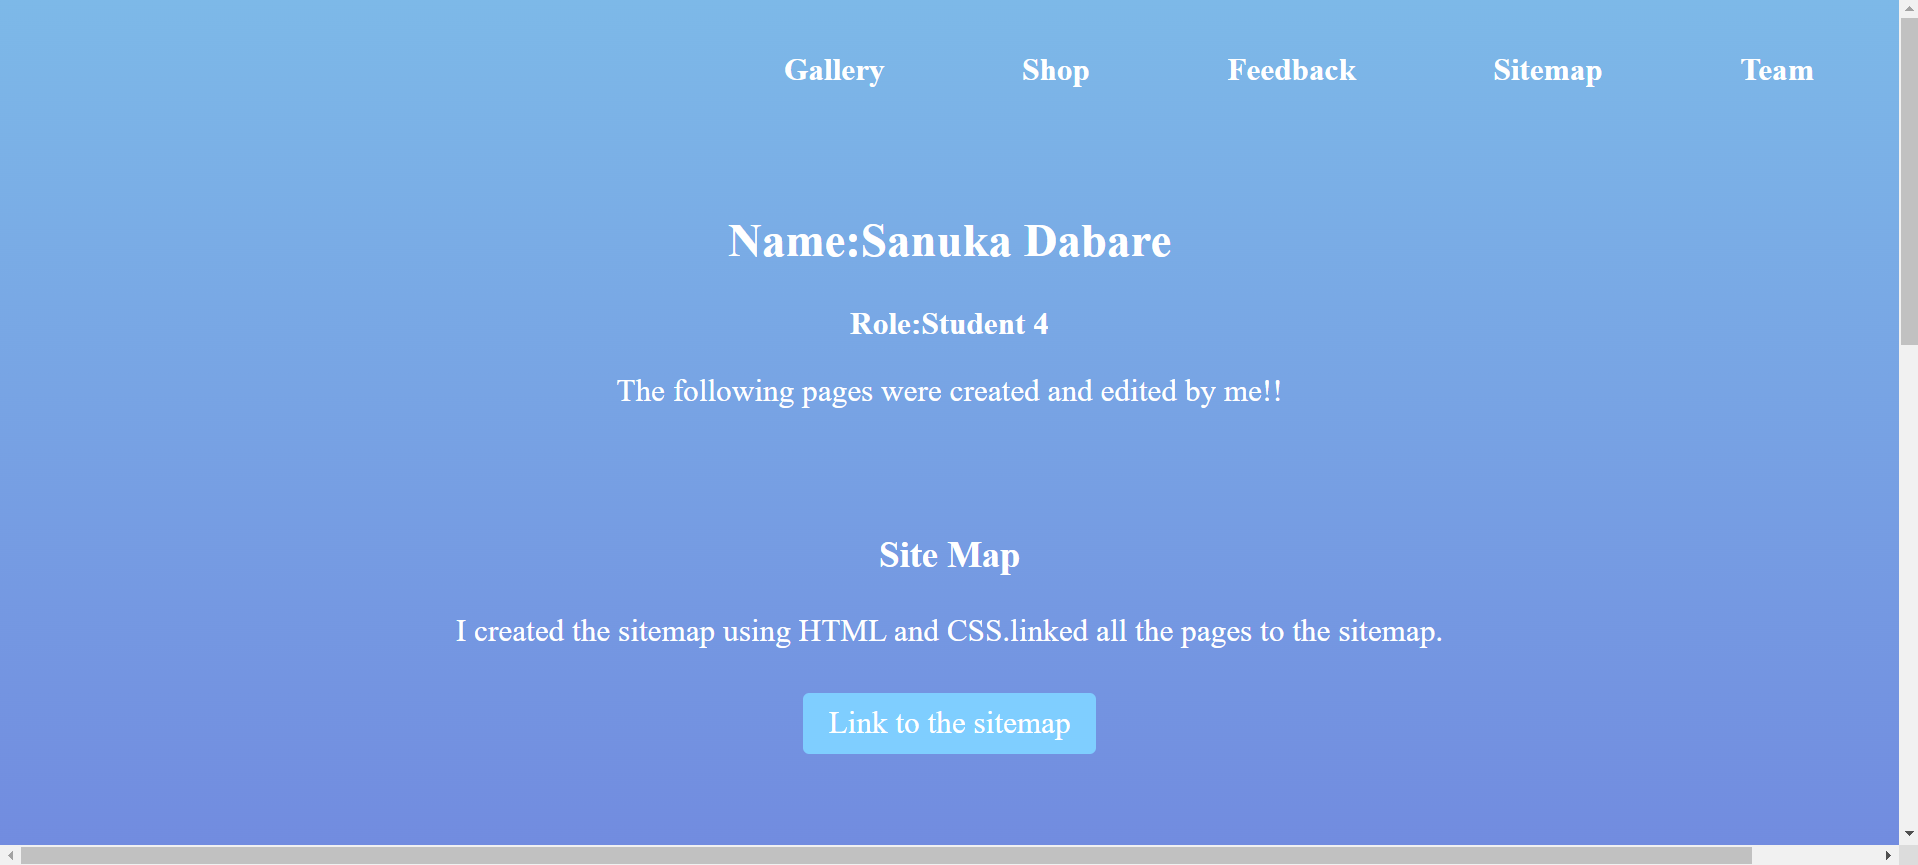 Gallery Shop Feedback Sitemap Team
Name:Sanuka Dabare
Role:Student 4
The following pages were created and edited by me!!
Site Map
I created the sitemap using HTML and CSS.linked all the pages to the sitemap.
Link to the sitemap